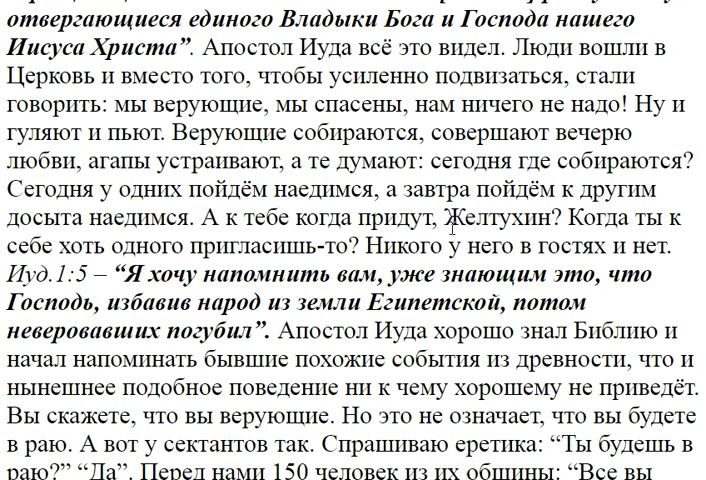 отвергающиеся единого Владыки Бога и Господа нашего
Иисуса Христа”. Апостол Иуда всё это видел. Люди вошли в
Церковь и вместо того, чтобы усиленно подвизаться, стали
говорить: мы верующие, мы спасены, нам ничего не надо! Ну и
гуляют и пьют. Верующие собираются, совершают вечерю
любви, агапы устраивают, а те думают: сегодня где собираются?
Сегодня у одних пойдём наедимся, а завтра пойдём к другим
досыта наедимся. А к тебе когда придут, Желтухин? Когда ты к
себе хоть одного пригласишь-то? Никого у него в гостях и нет.
Иуд.1:5 – “Я хочу напомнить вам, уже знающим это, что
Господь, избавив народ из земли Египетской, потом
неверовавших погубил”. Апостол Иуда хорошо знал Библию и
начал напоминать бывшие похожие события из древности, что и
нынешнее подобное поведение ни к чему хорошему не приведёт.
Вы скажете, что вы верующие. Но это не означает, что вы будете
в раю. А вот у сектантов так. Спрашиваю еретика: “Ты будешь в
раю?” “Да”. Перед нами 150 человек из их общины: “Все вы